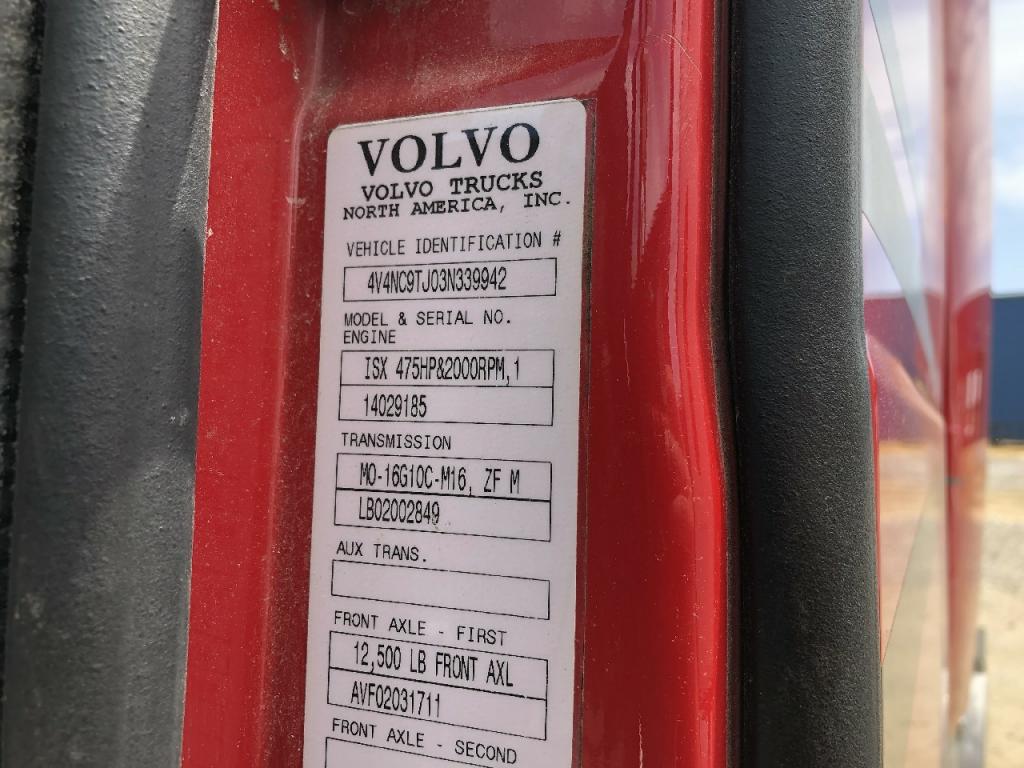 VOLVO
VOLVO TRUCKS
NORTH AMERICA, INC.
VEHICLE IDENTIFICATION #
4V4NC9TJ03N339942
MODEL & SERIAL NO.
ENGINE
ISX 475HP&2000RPM,1
14029185
TRANSMISSION
MO-16G10C-M16, ZF M
LB02002849
AUX TRANS.
FRONT AXLE - FIRST
12,500 LB FRONT AXL
AVF02031711
FRONT AXLE - SECOND